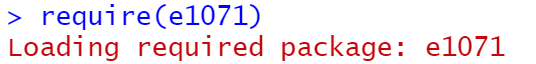 > require(e1071)
Loading required package: e1071